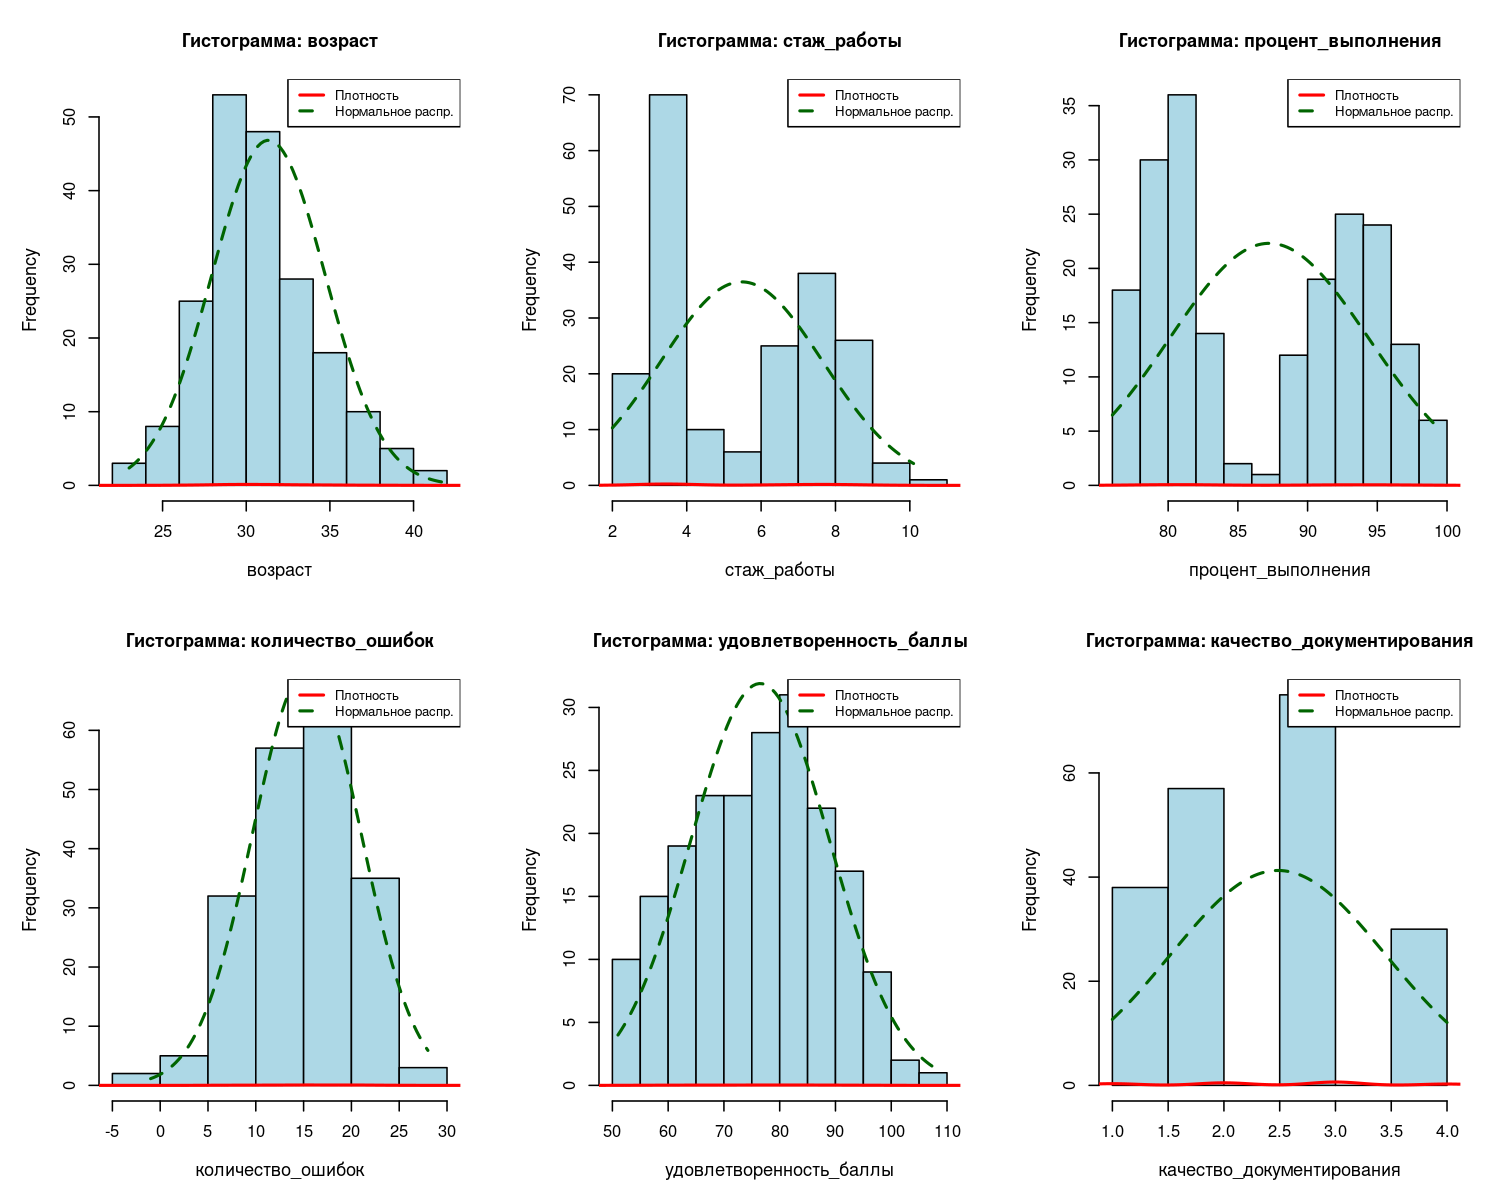 Гистограмма: возраст
Плотность
Нормальное распр.
Frequency
0
10
20
30
40
50
25
30
35
40
возраст
Гистограмма: стаж_работы
Плотность
Нормальное распр.
Frequency
0
10
20
30
40
50
60
70
2
4
6
8
10
стаж_работы
Гистограмма: процент_выполнения
Плотность
Нормальное распр.
Frequency
0
5
10
15
20
25
30
35
80
85
90
95
100
процент_выполнения
Гистограмма: количество_ошибок
Плотность
Нормальное распр.
Frequency
0
10
20
30
40
50
60
-5
0
5
10
15
20
25
30
количество_ошибок
Гистограмма: удовлетворенность_баллы
Плотность
Нормальное распр.
Frequency
0
5
10
15
20
25
30
50
60
70
80
90
100
110
удовлетворенность_баллы
Гистограмма: качество_документирования
Плотность
Нормальное распр.
Frequency
0
20
40
60
1.0
1.5
2.0
2.5
3.0
3.5
4.0
качество_документирования